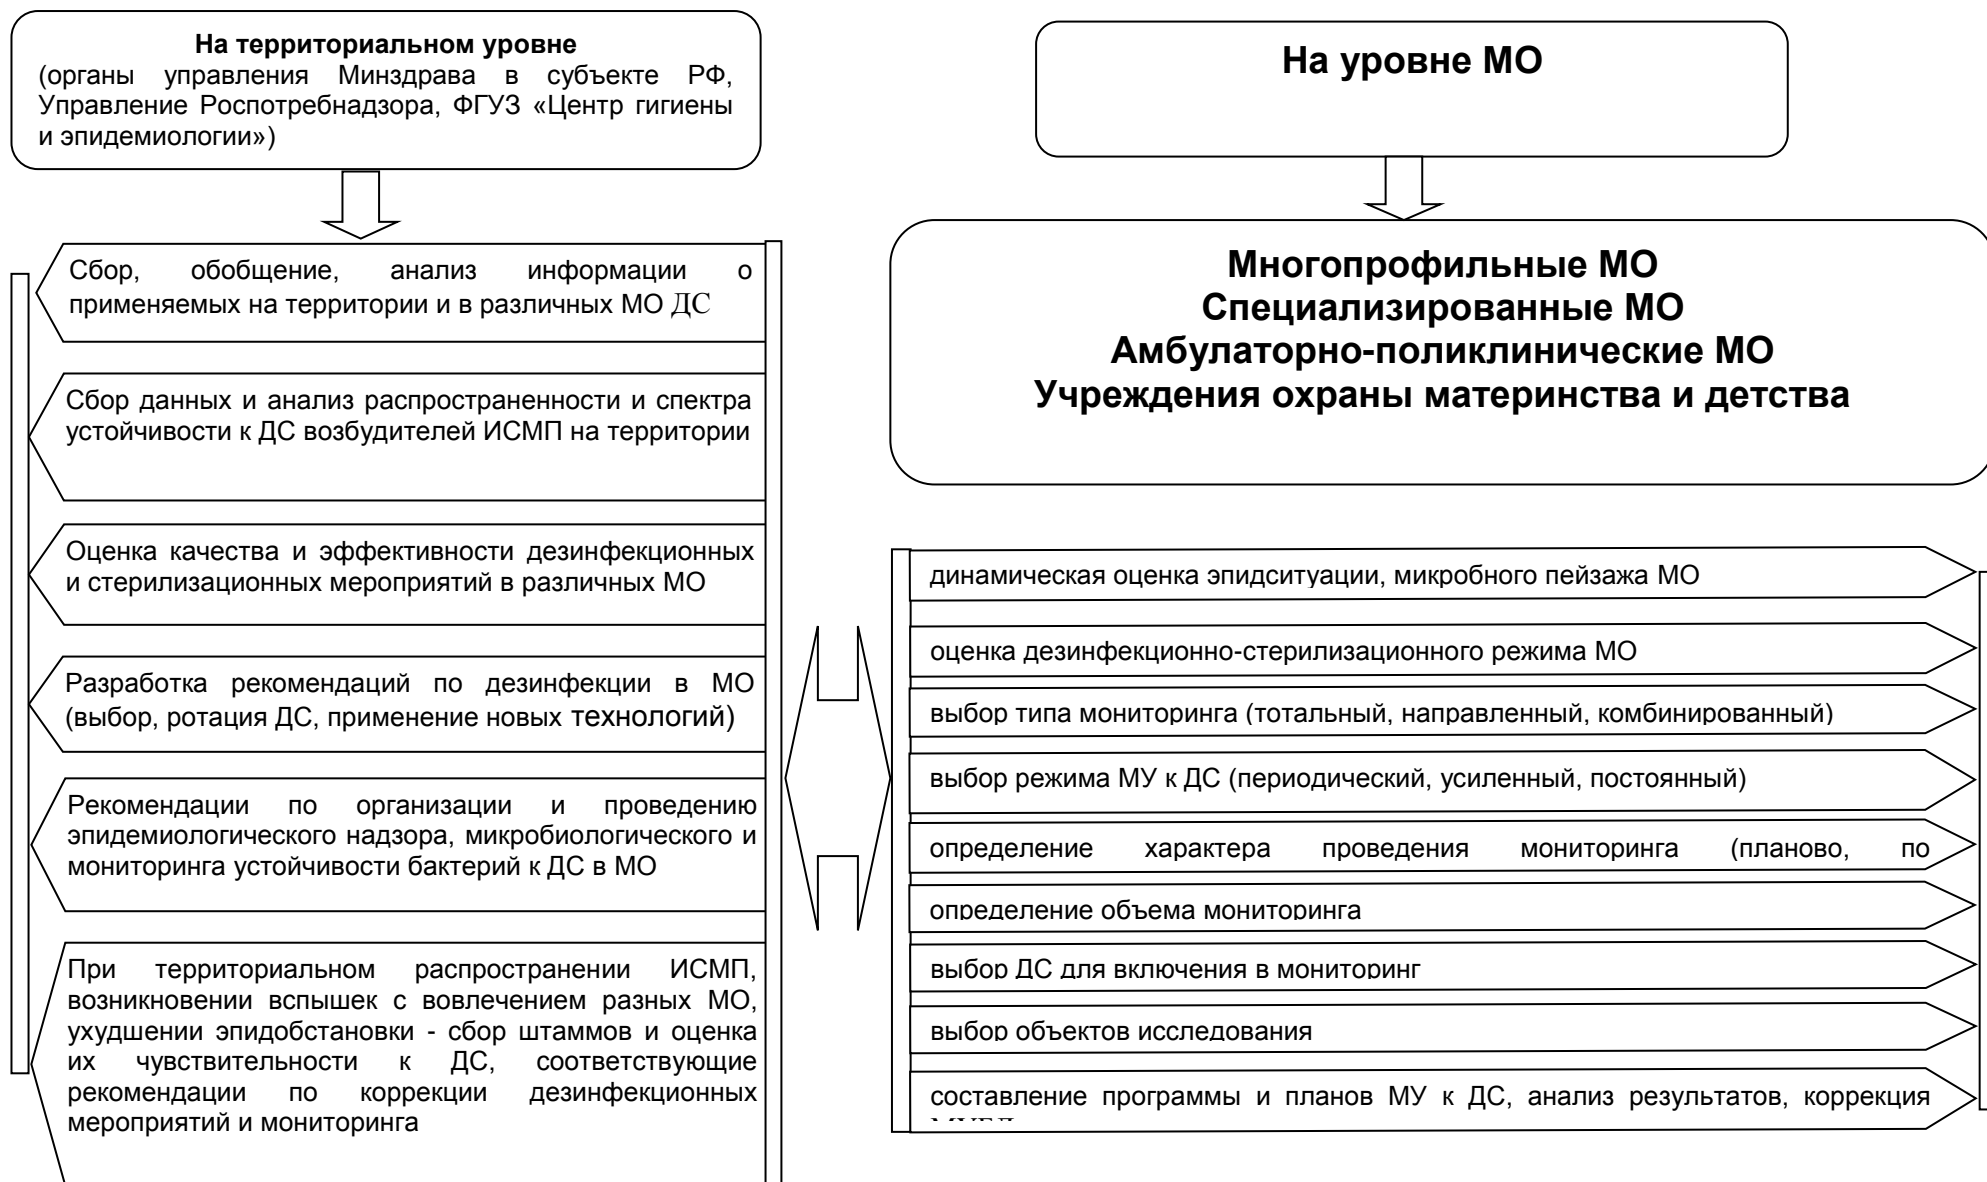 На территориальном уровне
(органы управления Минздрава в субъекте РФ,
Управление Роспотребнадзора, ФГУЗ «Центр гигиены
и эпидемиологии»)
Сбор, обобщение, анализ информации о
применяемых на территории и в различных МО ДС
Сбор данных и анализ распространенности и спектра
устойчивости к ДС возбудителей ИСМП на территории
Оценка качества и эффективности дезинфекционных
и стерилизационных мероприятий в различных МО
Разработка рекомендаций по дезинфекции в МО
(выбор, ротация ДС, применение новых технологий)
Рекомендации по организации и проведению
эпидемиологического надзора, микробиологического и
мониторинга устойчивости бактерий к ДС в МО
При территориальном распространении ИСМП,
возникновении вспышек с вовлечением разных МО,
ухудшении эпидобстановки - сбор штаммов и оценка
их чувствительности к ДС, соответствующие
рекомендации по коррекции дезинфекционных
мероприятий и мониторинга
На уровне МО
Многопрофильные МО
Специализированные МО
Амбулаторно-поликлинические МО
Учреждения охраны материнства и детства
динамическая оценка эпидситуации, микробного пейзажа МО
оценка дезинфекционно-стерилизационного режима МО
выбор типа мониторинга (тотальный, направленный, комбинированный)
выбор режима МУ к ДС (периодический, усиленный, постоянный)
определение характера проведения мониторинга (планово, по
определение объема мониторинга
выбор ДС для включения в мониторинг
выбор объектов исследования
составление программы и планов МУ к ДС, анализ результатов, коррекция